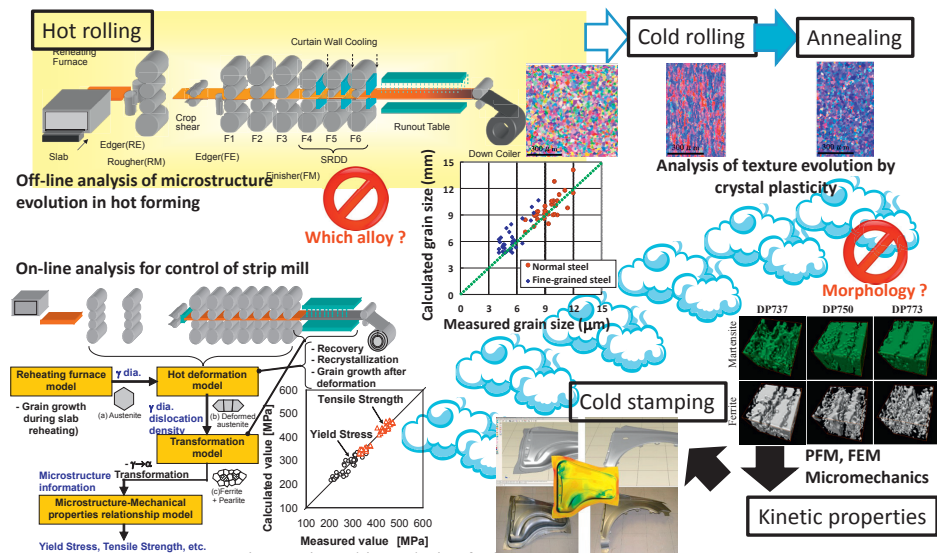 Hot rolling
Cold rolling
Annealing
Reheating
Furnace
Curtain Wall Cooling
Crop
shear
F1 F2 F3 F4 F5 F6
Runout Table
Slab
Edger(RE)
Rougher(RM)
Edger(FE)
SRDD
Finisher(FM)
Down Coiler
300μm
300μm
300μm
Off-line analysis of microstructure
evolution in hot forming
Which alloy ?
Analysis of texture evolution by
crystal plasticity
Calculated grain size (mm)
15
12
9
6
3
0
0 3 6 9 12 15
Normal steel
Fine-grained steel
Measured grain size (μm)
Morphology ?
On-line analysis for control of strip mill
- Recovery
- Recrystallization
- Grain growth after
deformation
Reheating furnace
model
γ dia.
Hot deformation
model
- Grain growth
during slab
reheating)
(a) Austenite
γ dia.
dislocation
density
(b) Deformed
austenite
Transformation
model
- γ→α
Transformation
Microstructure
information
(c)Ferrite
+ Pearlite
Microstructure-Mechanical
properties relationship model
Yield Stress, Tensile Strength, etc.
Calculated value [MPa]
600
500
400
300
200
100
100 200 300 400 500 600
Tensile Strength
Yield Stress
Measured value [MPa]
Cold stamping
DP737 DP750 DP773
Martensite
Ferrite
PFM, FEM
Micromechanics
Kinetic properties